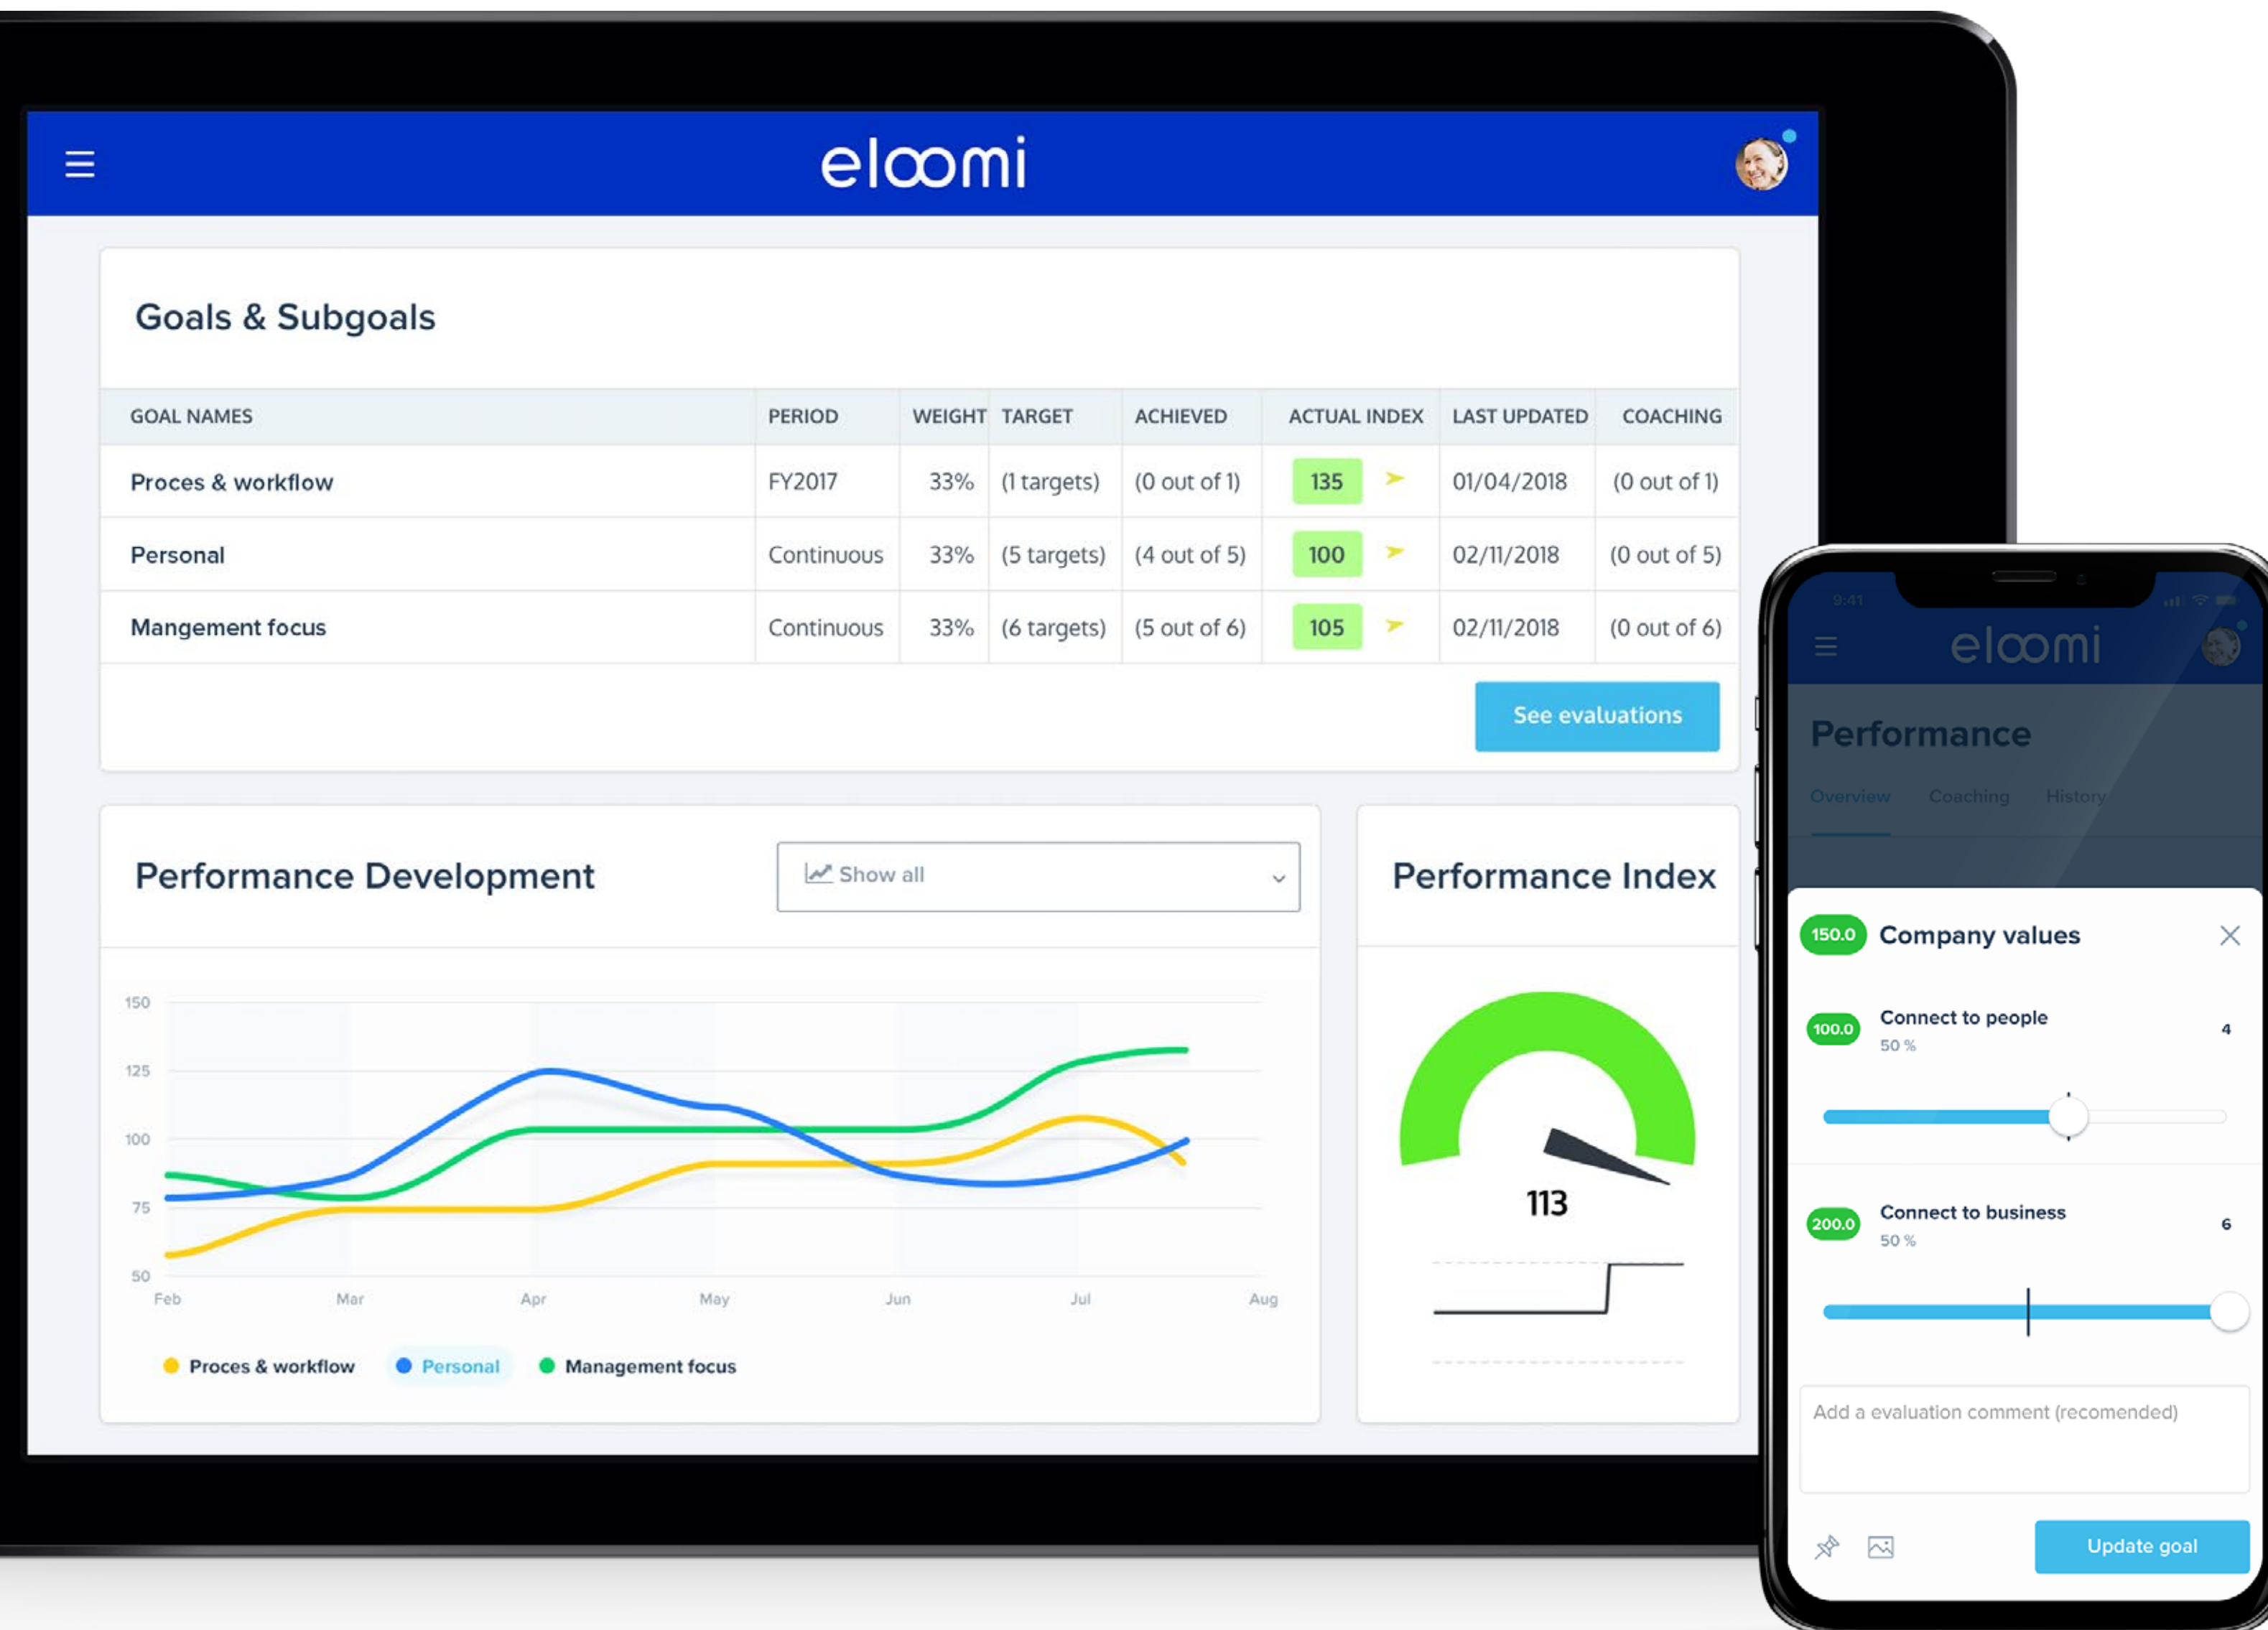 eloomi
Goals & Subgoals
GOAL NAMES PERIOD WEIGHT TARGET ACHIEVED ACTUAL INDEX LAST UPDATED COACHING
Proces & workflow FY2017 33% (1 targets) (0 out of 1) 135 01/04/2018 (0 out of 1)
Personal Continuous 33% (5 targets) (4 out of 5) 100 02/11/2018 (0 out of 5)
Mangement focus Continuous 33% (6 targets) (5 out of 6) 105 02/11/2018 (0 out of 6)
See evaluations
Performance Development Show all
150
125
100
75
50
Feb Mar Apr May Jun Jul Aug
Proces & workflow Personal Management focus
Performance Index
113
9:41
eloomi
Performance
Overview Coaching History
150.0 Company values
100.0 Connect to people 4
50 %
200.0 Connect to business 6
50 %
Add a evaluation comment (recomended)
Update goal